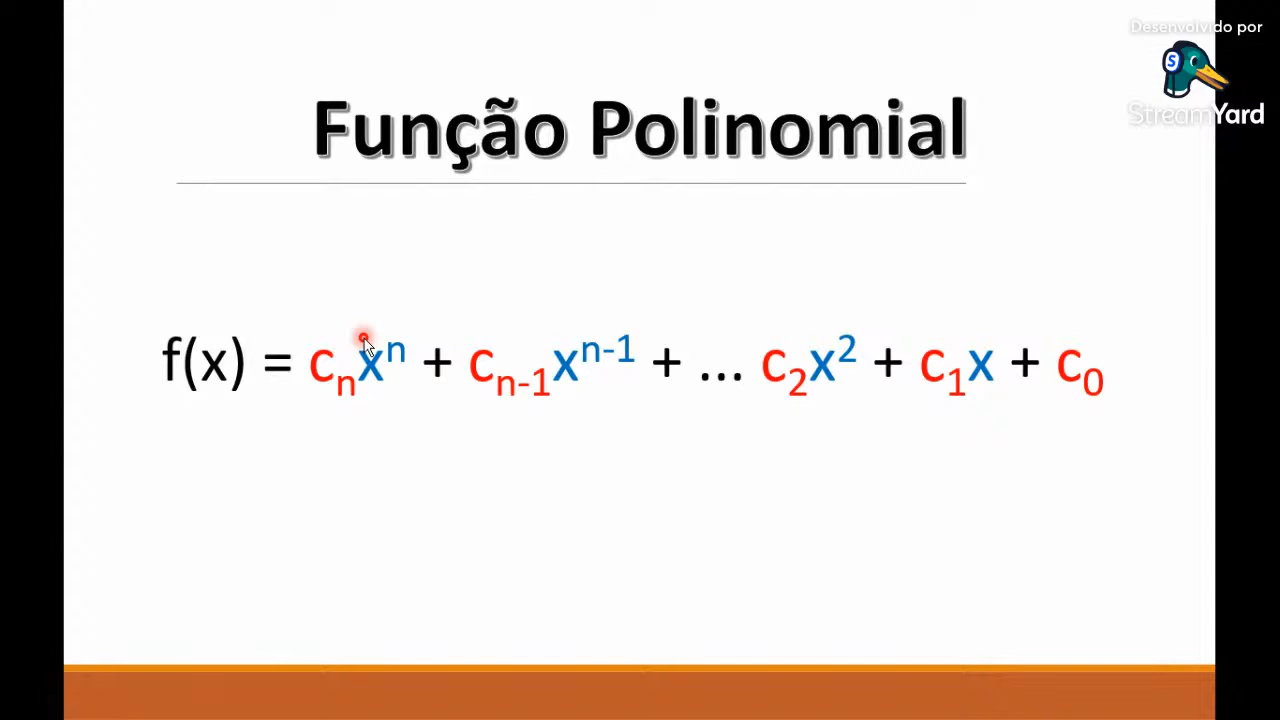 Desenvolvido por
S
StreamYard
Função Polinomial
f(x) = cₙxⁿ + cₙ₋₁xⁿ⁻¹ + ... c₂x² + c₁x + c₀